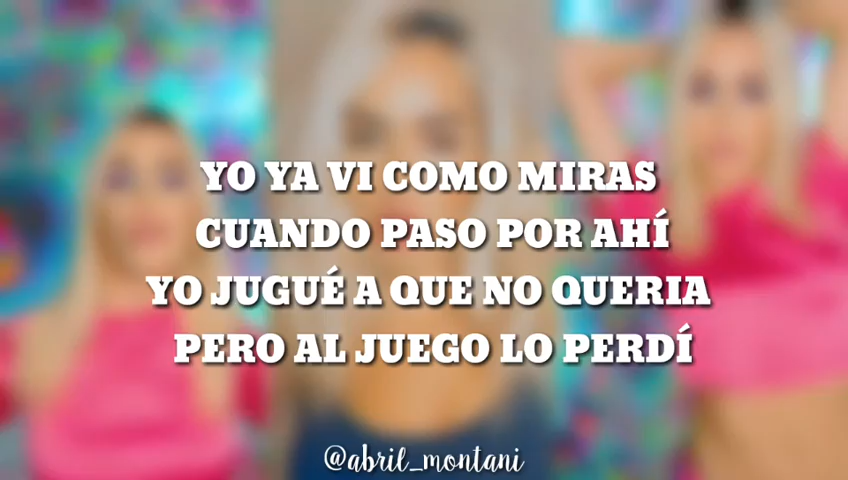 YO YA VI COMO MIRAS
CUANDO PASO POR AHÍ
YO JUGUÉ A QUE NO QUERIA
PERO AL JUEGO LO PERDÍ
@abril_montani